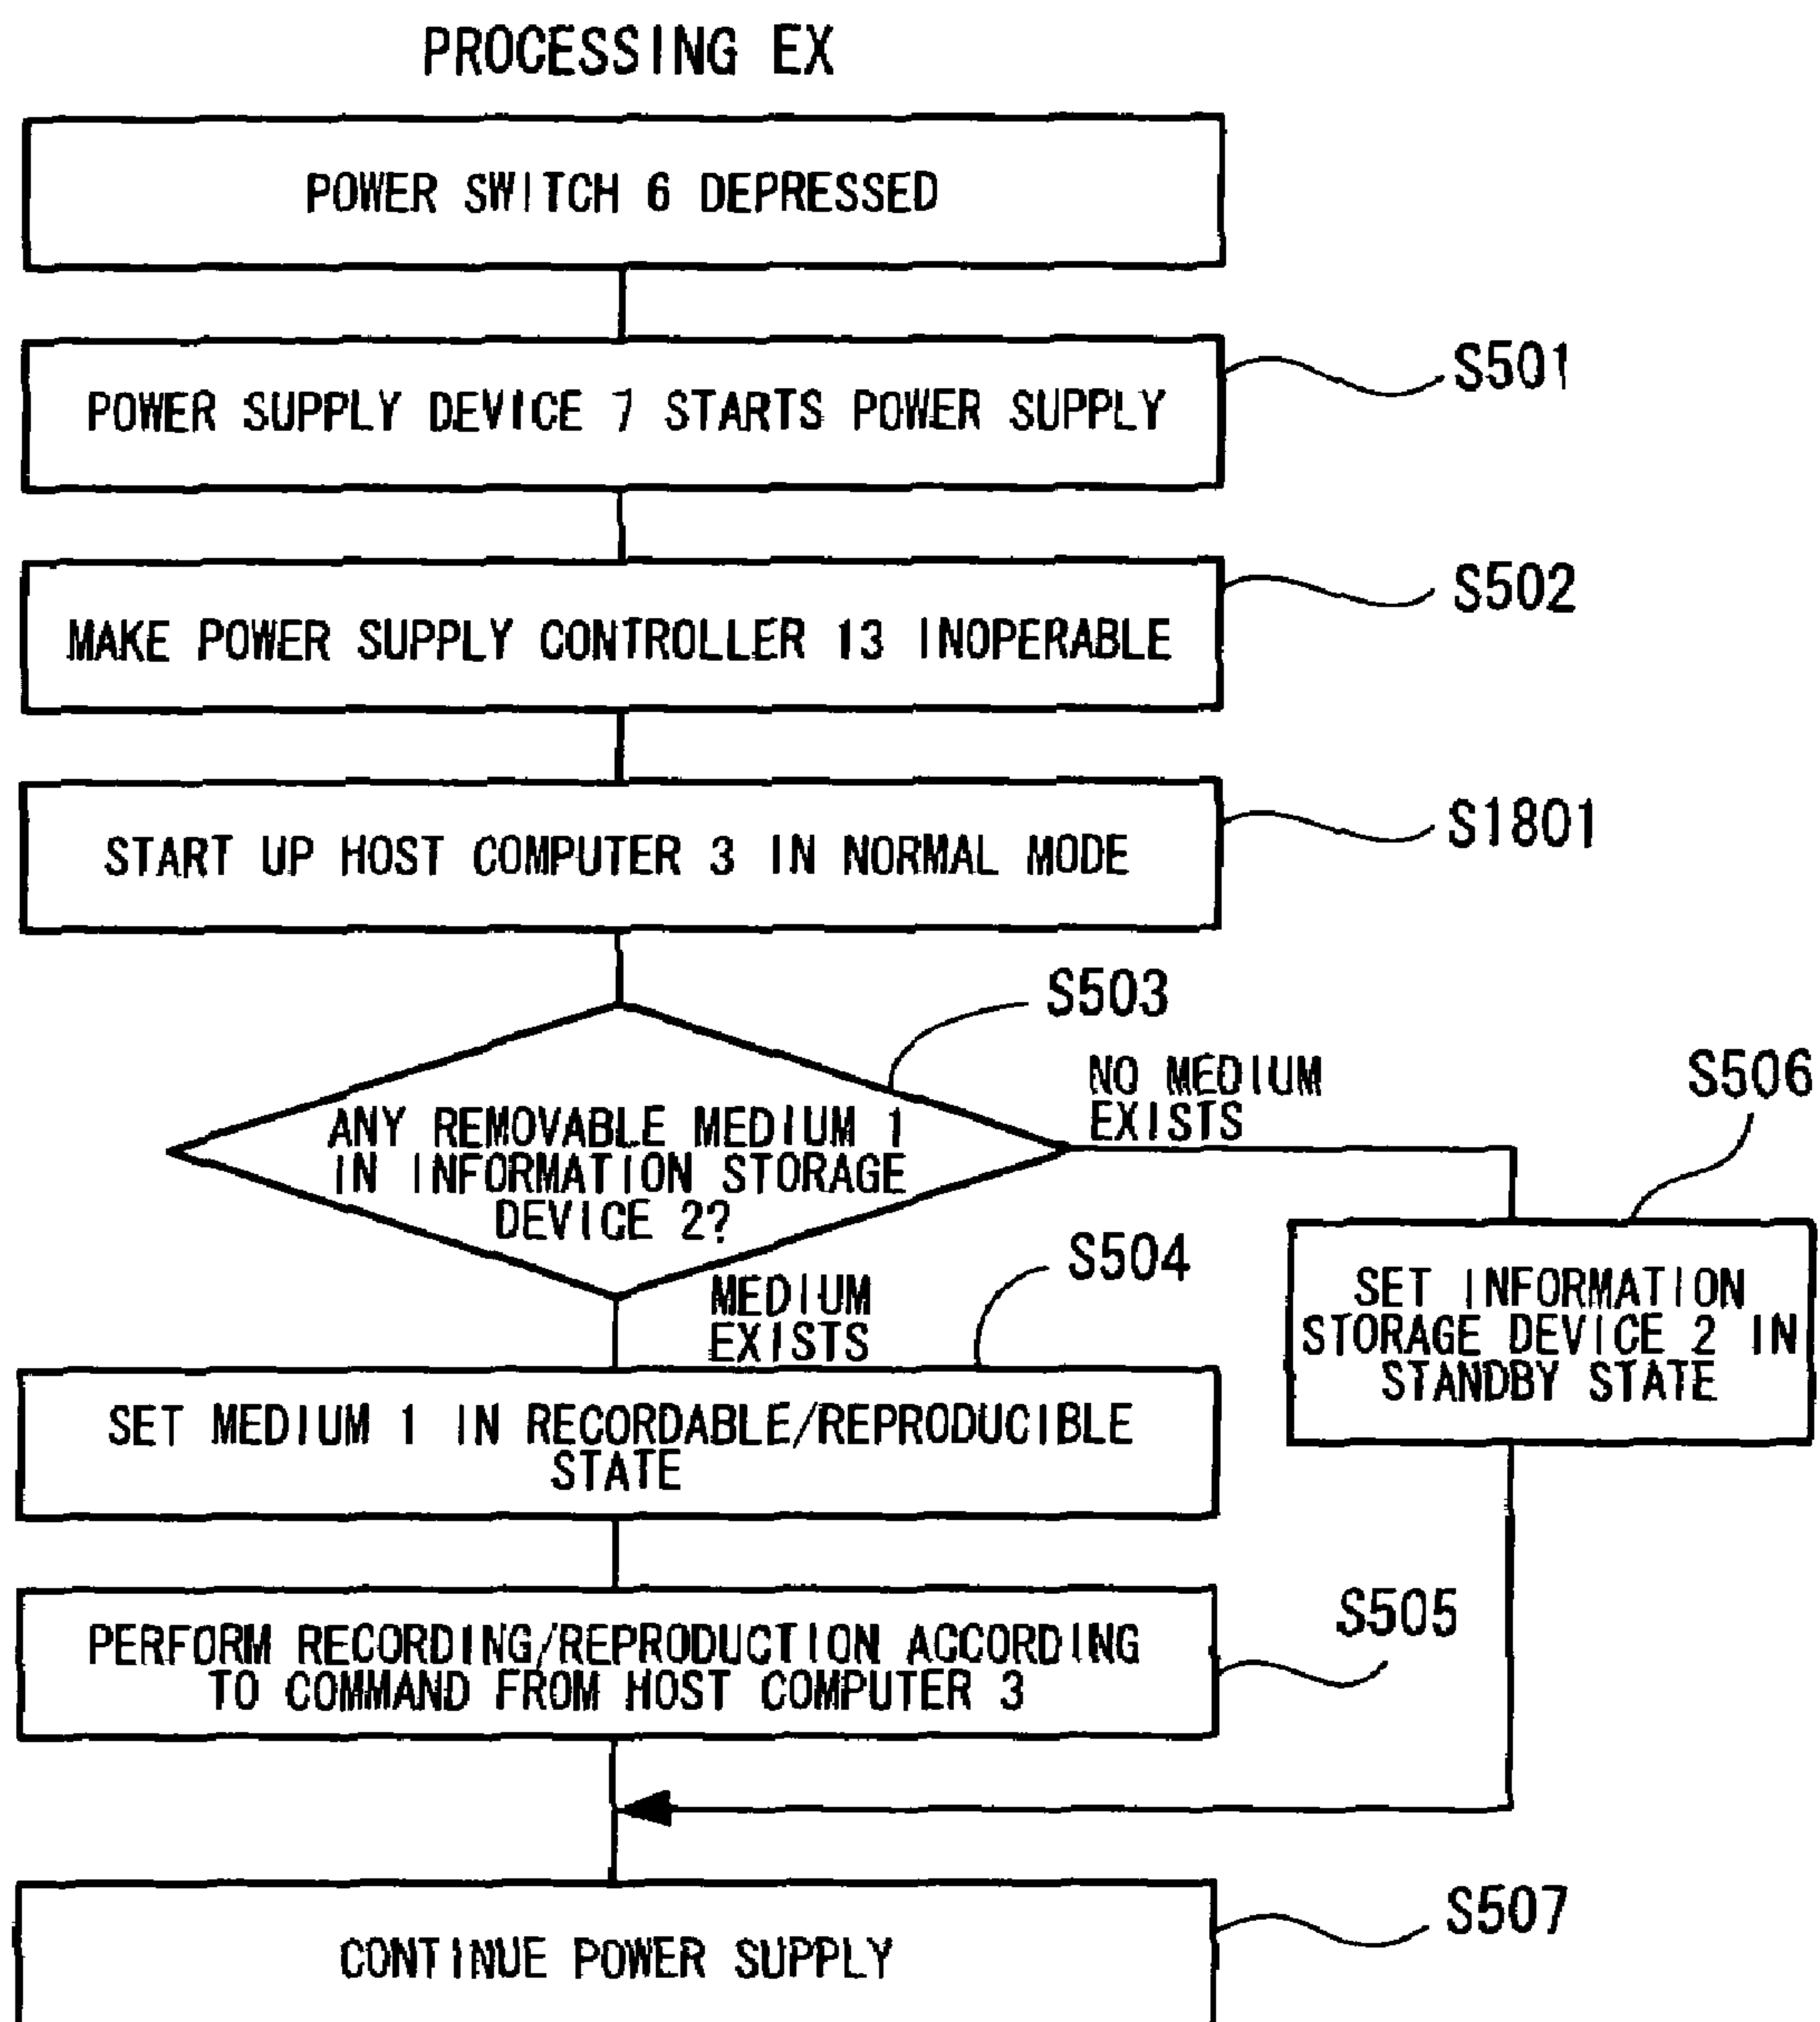 PROCESSING EX
POWER SWITCH 6 DEPRESSED
POWER SUPPLY DEVICE 7 STARTS POWER SUPPLY
S501
MAKE POWER SUPPLY CONTROLLER 13 INOPERABLE
S502
START UP HOST COMPUTER 3 IN NORMAL MODE
S1801
S503
ANY REMOVABLE MEDIUM 1
IN INFORMATION STORAGE
DEVICE 2?
NO MEDIUM
EXISTS
S506
SET INFORMATION
STORAGE DEVICE 2 IN
STANDBY STATE
MEDIUM
EXISTS
S504
SET MEDIUM 1 IN RECORDABLE/REPRODUCIBLE
STATE
PERFORM RECORDING/REPRODUCTION ACCORDING
TO COMMAND FROM HOST COMPUTER 3
S505
CONTINUE POWER SUPPLY
S507